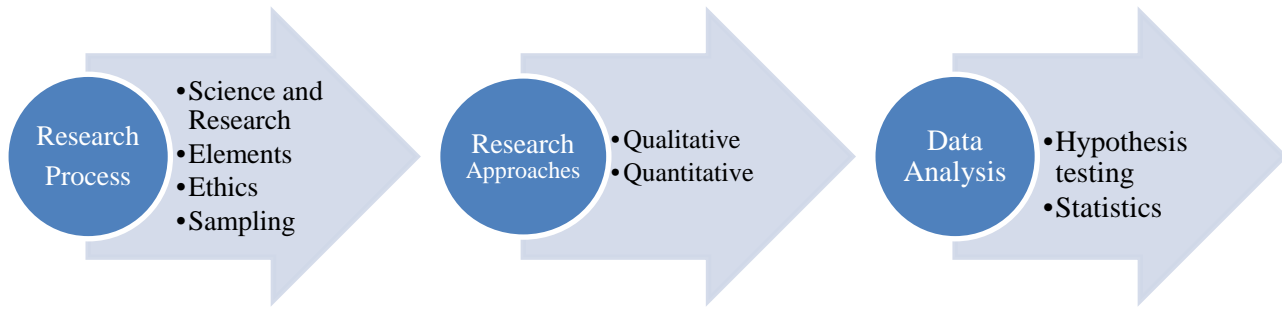 Research
Process
•Science and
Research
•Elements
•Ethics
•Sampling
Research
Approaches
•Qualitative
•Quantitative
Data
Analysis
•Hypothesis
testing
•Statistics